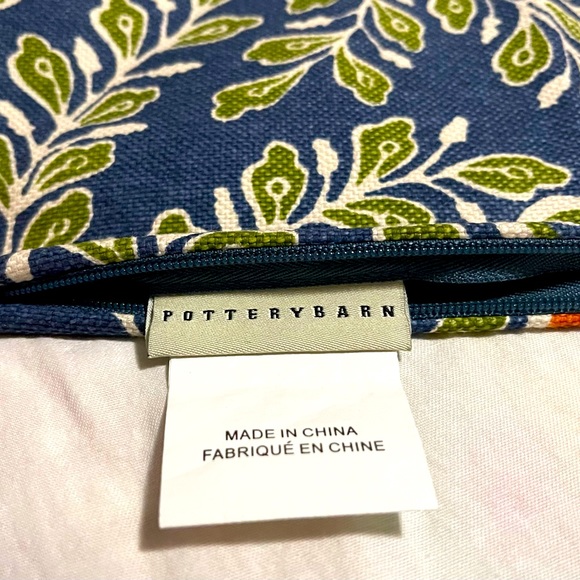 POTTERYBARN
MADE IN CHINA
FABRIQUÉ EN CHINE